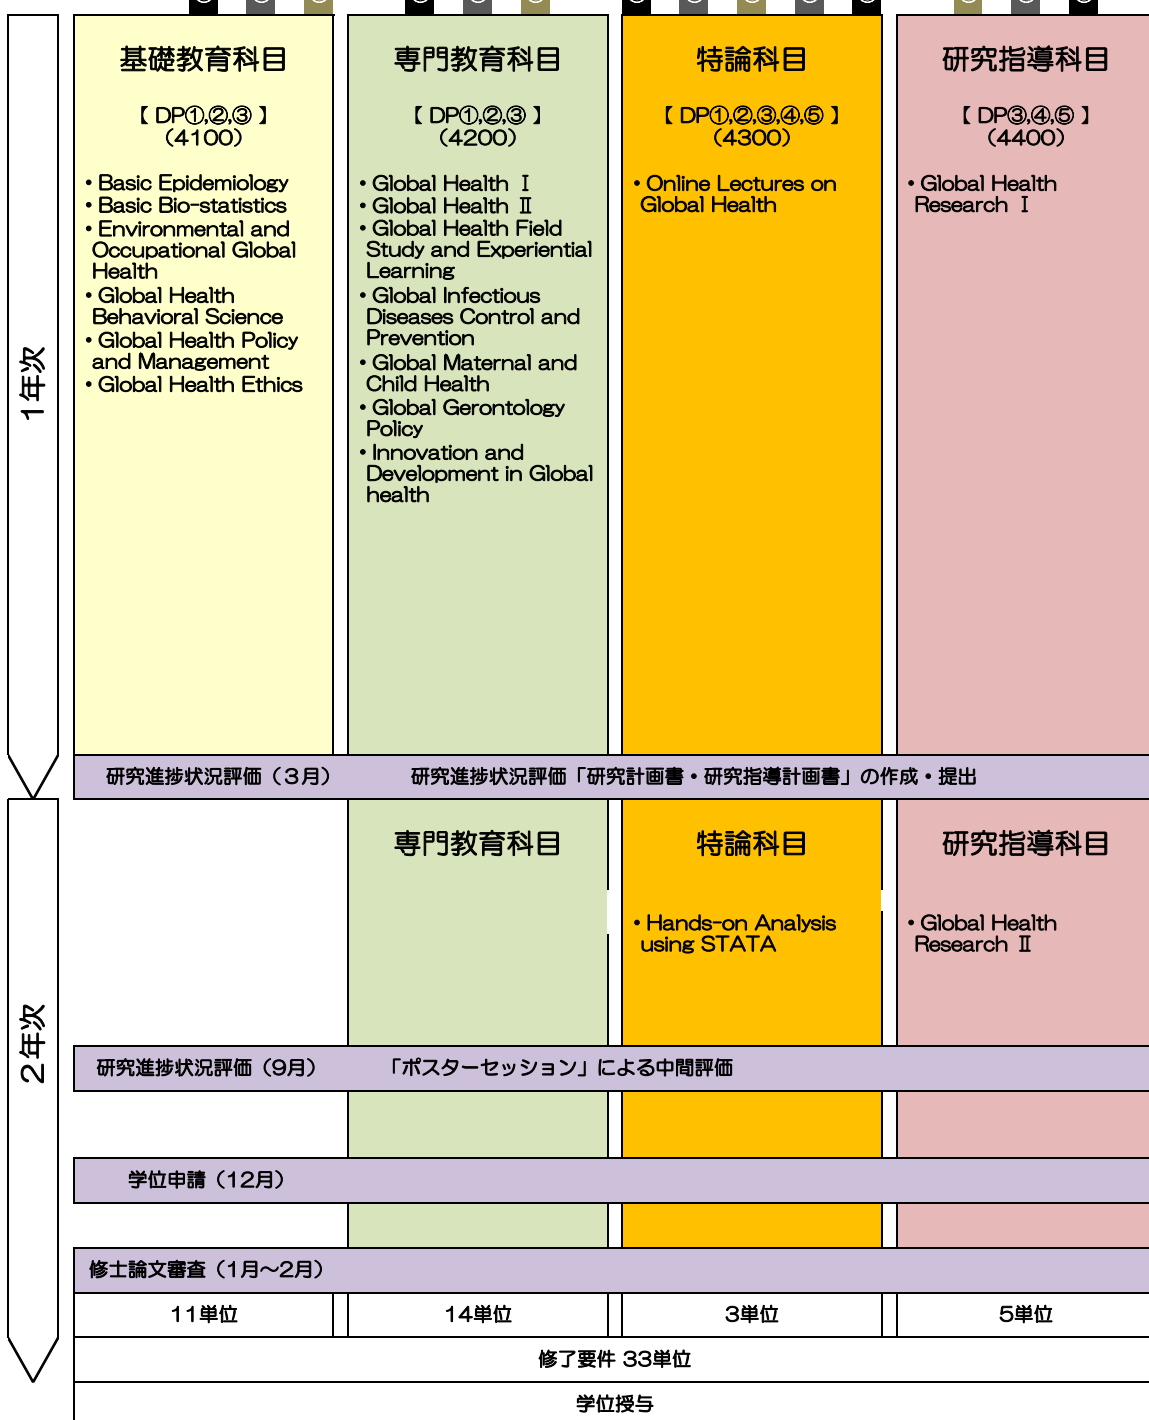 基礎教育科目
【 DP①,②,③ 】
（4100）
・Basic Epidemiology
・Basic Bio-statistics
・Environmental and
Occupational Global
Health
・Global Health
Behavioral Science
・Global Health Policy
and Management
・Global Health Ethics
専門教育科目
【 DP①,②,③ 】
（4200）
・Global Health Ⅰ
・Global Health Ⅱ
・Global Health Field
Study and Experiential
Learning
・Global Infectious
Diseases Control and
Prevention
・Global Maternal and
Child Health
・Global Gerontology
Policy
・Innovation and
Development in Global
health
特論科目
【 DP①,②,③,④,⑤ 】
（4300）
・Online Lectures on
Global Health
研究指導科目
【 DP③,④,⑤ 】
（4400）
・Global Health
Research Ⅰ
1年次
研究進捗状況評価（３月） 研究進捗状況評価「研究計画書・研究指導計画書」の作成・提出
専門教育科目
特論科目
・Hands-on Analysis
using STATA
研究指導科目
・Global Health
Research Ⅱ
2年次
研究進捗状況評価（9月） 「ポスターセッション」による中間評価
学位申請（12月）
修士論文審査（1月～2月）
11単位
14単位
3単位
5単位
修了要件 33単位
学位授与